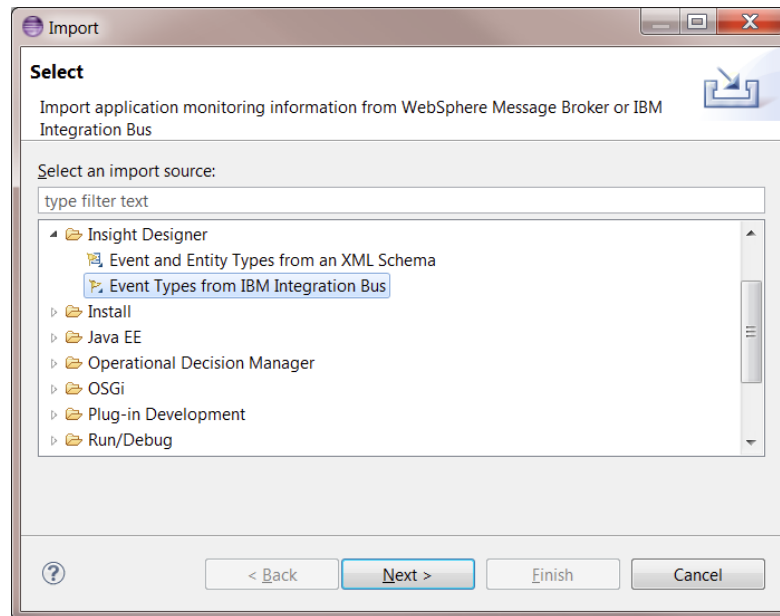 Import
Select
Import application monitoring information from WebSphere Message Broker or IBM
Integration Bus
Select an import source:
type filter text
Insight Designer
Event and Entity Types from an XML Schema
Event Types from IBM Integration Bus
Install
Java EE
Operational Decision Manager
OSGi
Plug-in Development
Run/Debug
? < Back Next > Finish Cancel